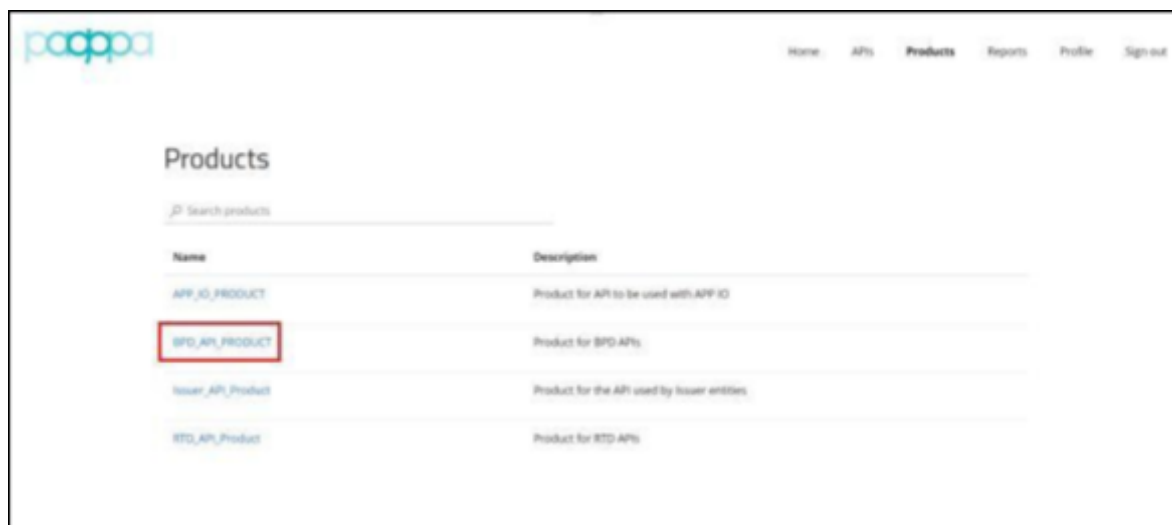 Home APIs Products Reports Profile Sign out
Products
Search products
Name Description
APP_IO_PRODUCT Product for API to be used with APP IO
BPD_API_PRODUCT Product for BPD APIs
Issuer_API_Product Product for the API used by Issuer entities
RTD_API_Product Product for RTD APIs